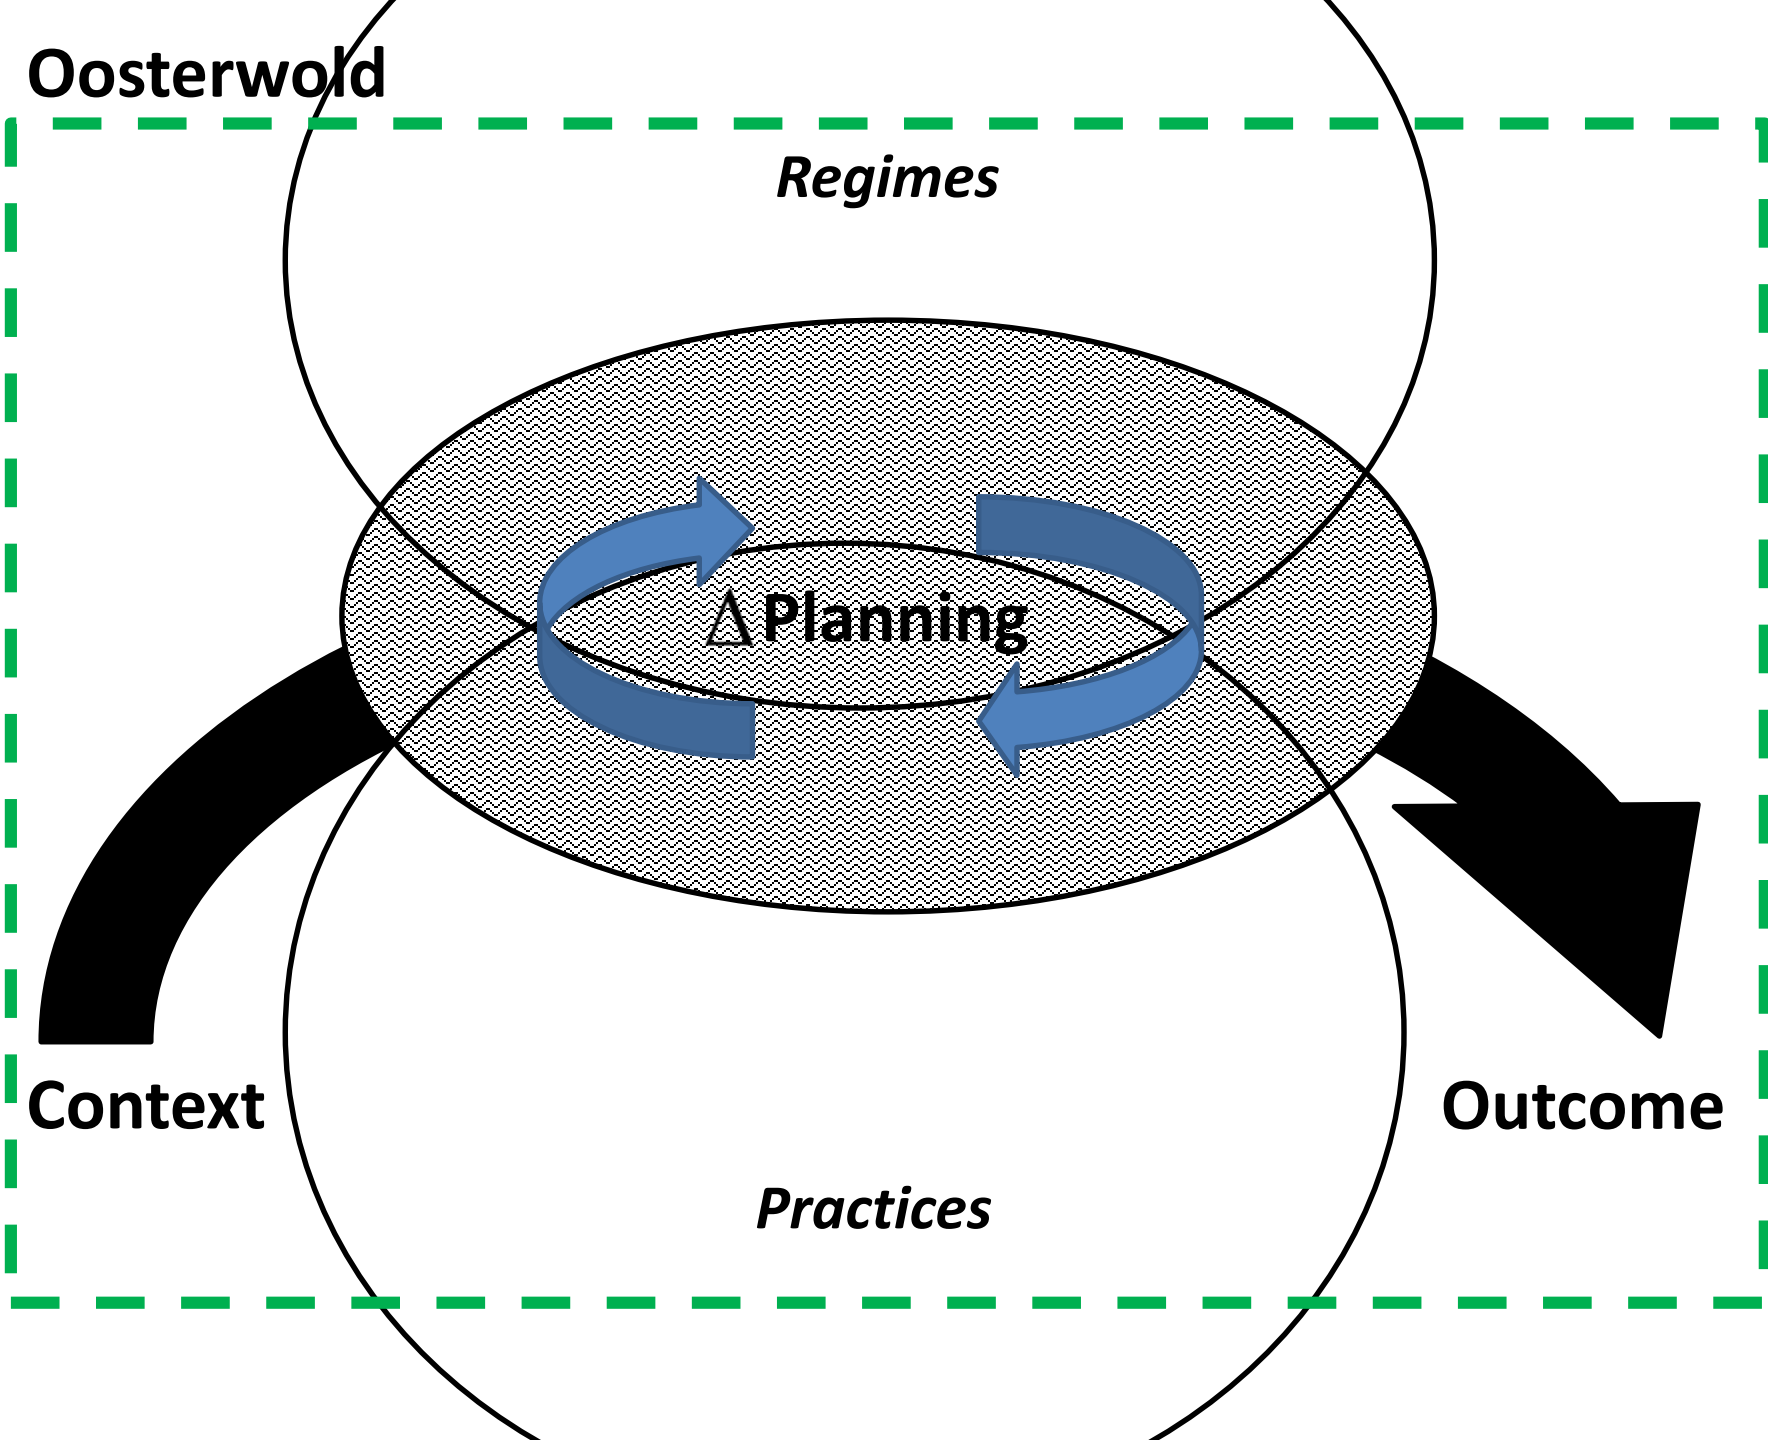 Oosterwold
Regimes
Δ Planning
Context
Outcome
Practices